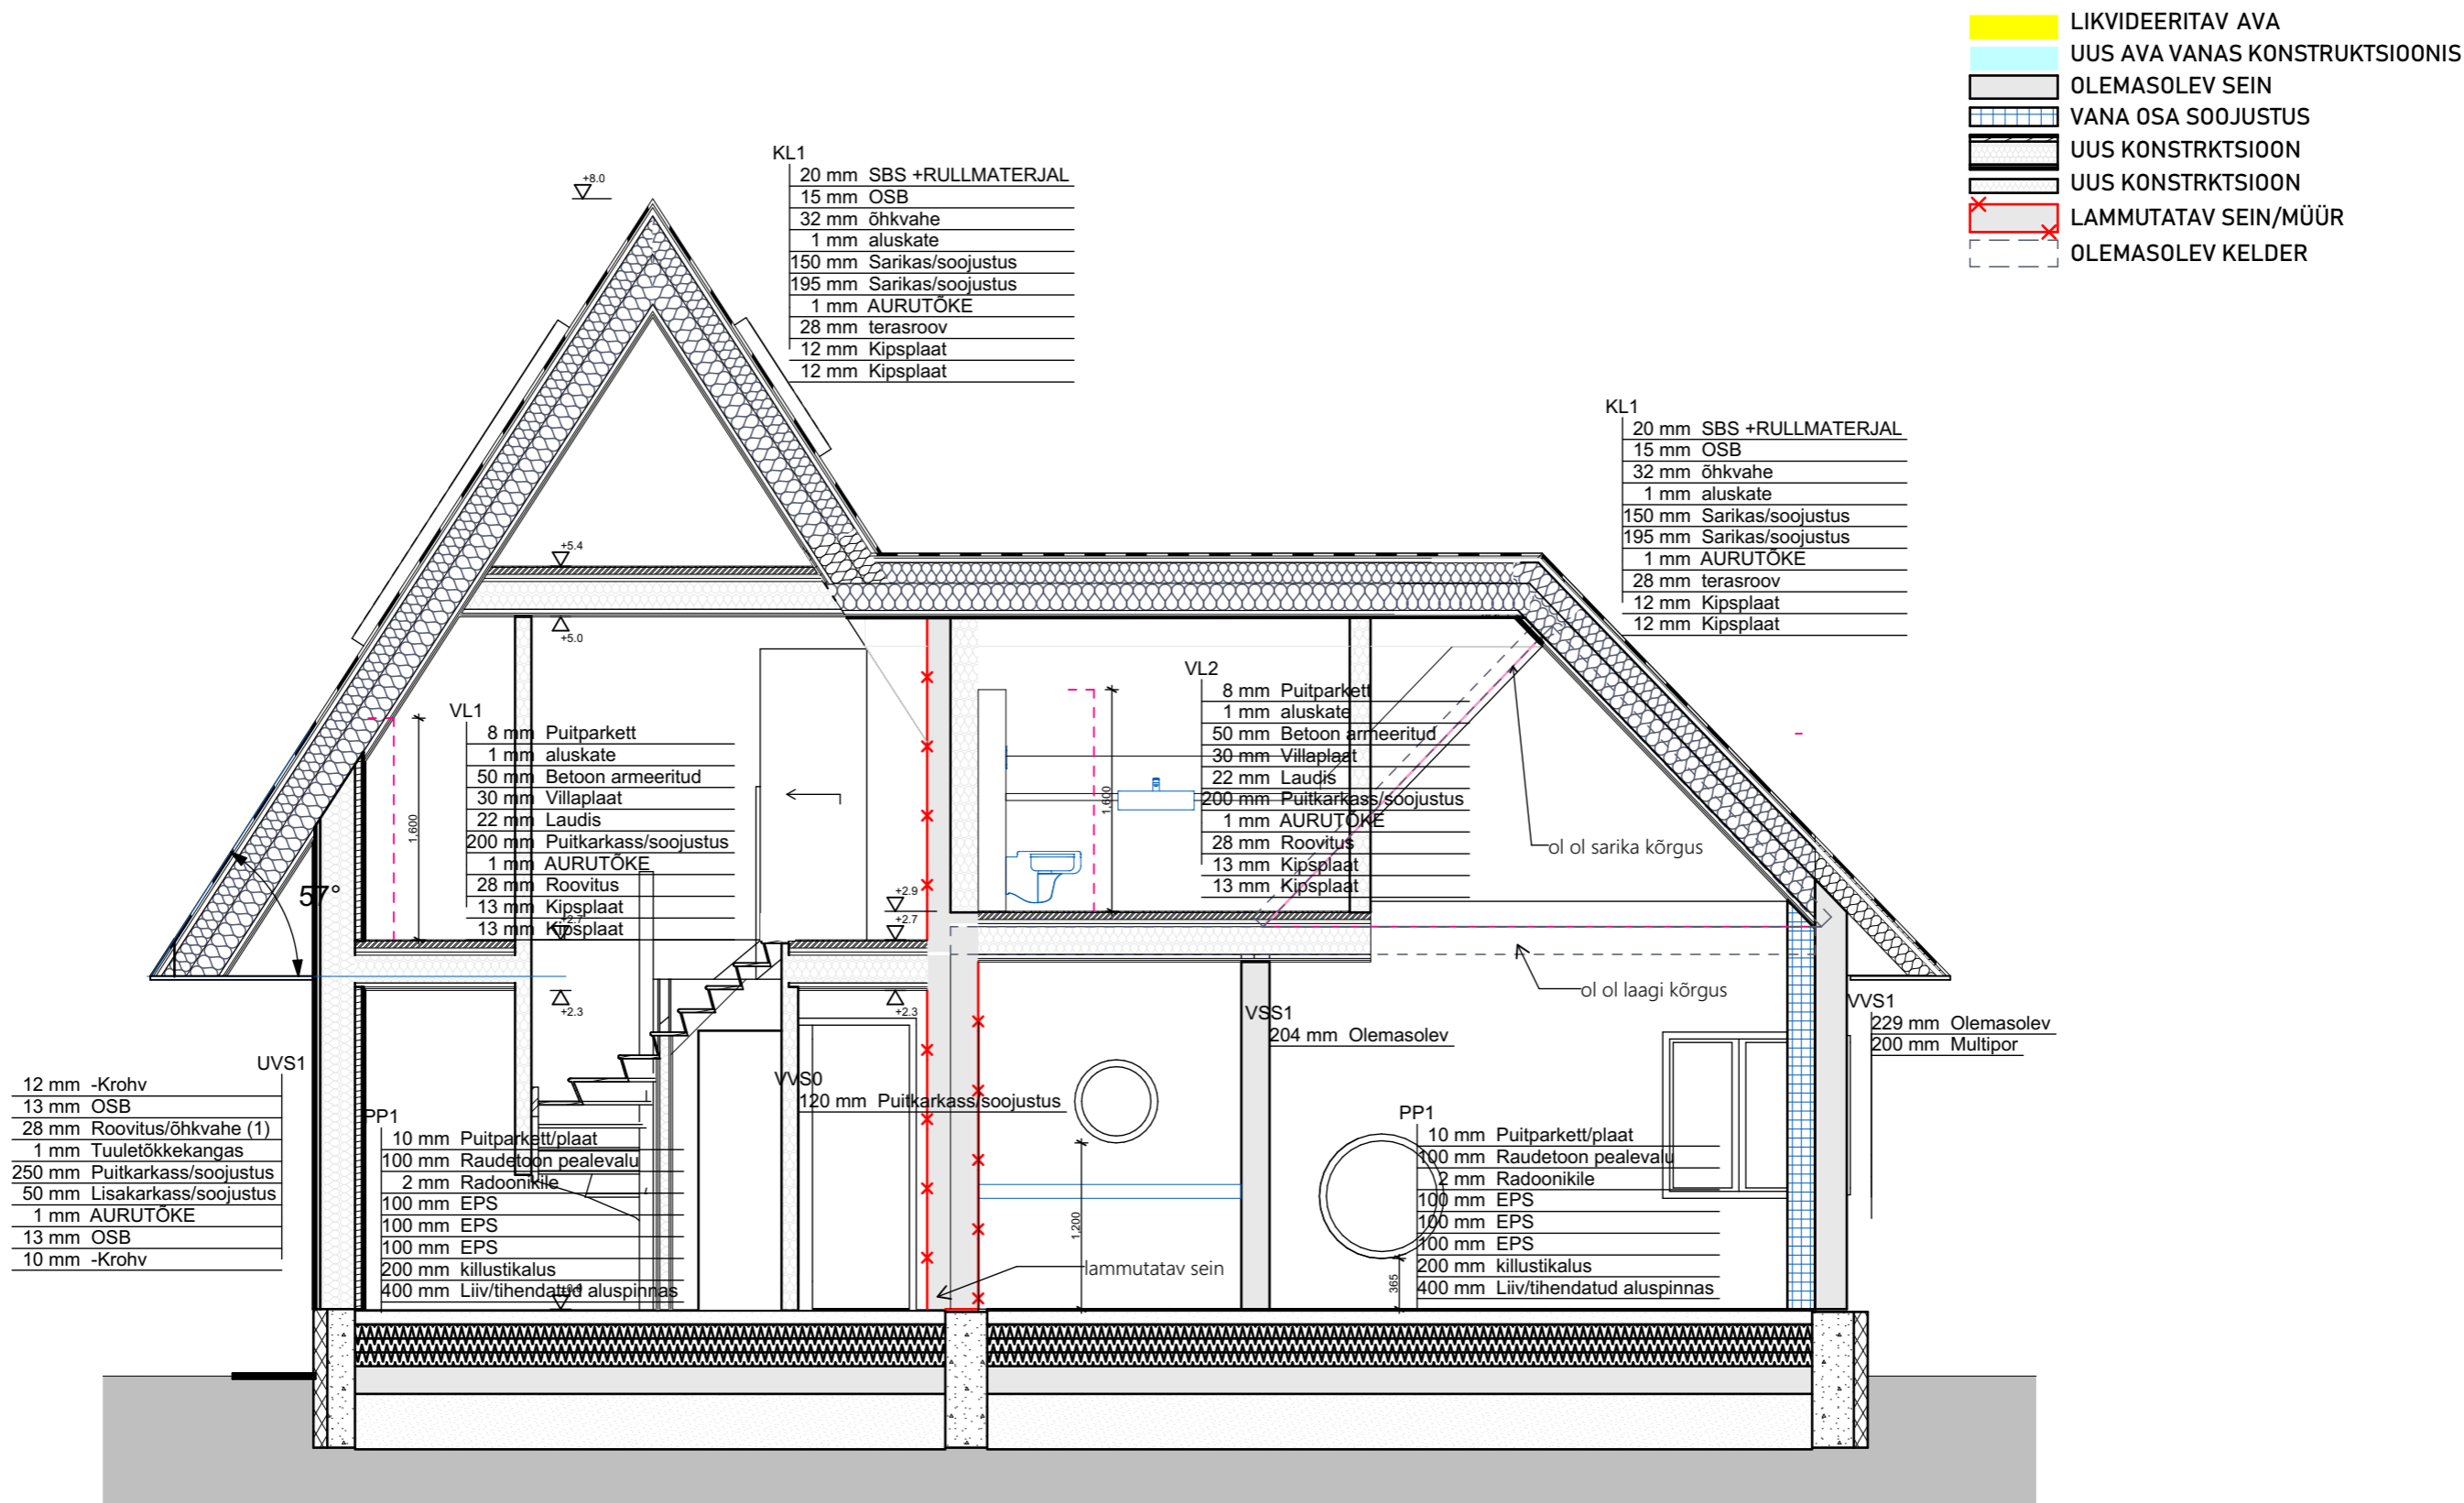 LIKVIDEERITAV AVA
UUS AVA VANAS KONSTRUKTSIOONIS
OLEMASOLEV SEIN
VANA OSA SOOJUSTUS
UUS KONSTRKTSIOON
UUS KONSTRKTSIOON
LAMMUTATAV SEIN/MÜÜR
OLEMASOLEV KELDER
KL1
20 mm SBS +RULLMATERJAL
15 mm OSB
32 mm õhkvahe
1 mm aluskate
150 mm Sarikas/soojustus
195 mm Sarikas/soojustus
1 mm AURUTÕKE
28 mm terasroov
12 mm Kipsplaat
12 mm Kipsplaat
+8.0
KL1
20 mm SBS +RULLMATERJAL
15 mm OSB
32 mm õhkvahe
1 mm aluskate
150 mm Sarikas/soojustus
195 mm Sarikas/soojustus
1 mm AURUTÕKE
28 mm terasroov
12 mm Kipsplaat
12 mm Kipsplaat
+5.4
+5.0
VL1
8 mm Puitparkett
1 mm aluskate
50 mm Betoon armeeritud
30 mm Villaplaat
22 mm Laudis
200 mm Puitkarkass/soojustus
1 mm AURUTÕKE
28 mm Roovitus
13 mm Kipsplaat
13 mm Kipsplaat
1,600
57°
+2.7
VL2
8 mm Puitparkett
1 mm aluskate
50 mm Betoon armeeritud
30 mm Villaplaat
22 mm Laudis
200 mm Puitkarkass/soojustus
1 mm AURUTÕKE
28 mm Roovitus
13 mm Kipsplaat
13 mm Kipsplaat
1,600
ol ol sarika kõrgus
+2.9
+2.7
+2.3
+2.3
ol ol laagi kõrgus
VSS1
204 mm Olemasolev
VVS1
229 mm Olemasolev
200 mm Multipor
UVS1
12 mm -Krohv
13 mm OSB
28 mm Roovitus/õhkvahe (1)
1 mm Tuuletõkkekangas
250 mm Puitkarkass/soojustus
50 mm Lisakarkass/soojustus
1 mm AURUTÕKE
13 mm OSB
10 mm -Krohv
VVS0
120 mm Puitkarkass/soojustus
PP1
10 mm Puitparkett/plaat
100 mm Raudetoon pealevalu
2 mm Radoonikile
100 mm EPS
100 mm EPS
100 mm EPS
200 mm killustikalus
400 mm Liiv/tihendatud aluspinnas
1,200
lammutatav sein
PP1
10 mm Puitparkett/plaat
100 mm Raudetoon pealevalu
2 mm Radoonikile
100 mm EPS
100 mm EPS
100 mm EPS
200 mm killustikalus
400 mm Liiv/tihendatud aluspinnas
365